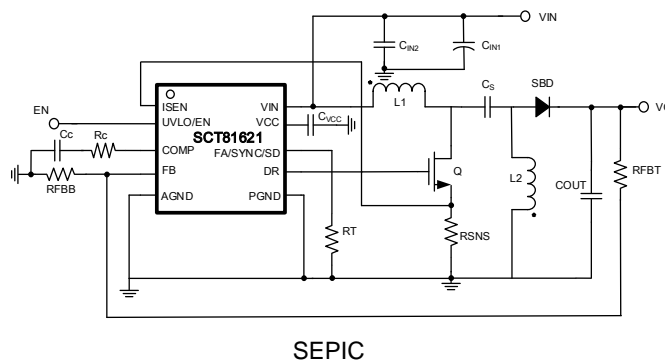 VIN
CIN2
CIN1
ISEN
VIN
L1
CS
SBD
EN
UVLO/EN
VCC
CVCC
SCT81621
Cc
Rc
COMP
FA/SYNC/SD
FB
DR
Q
L2
COUT
RFBT
RFBB
AGND
PGND
RT
RSNS
SEPIC